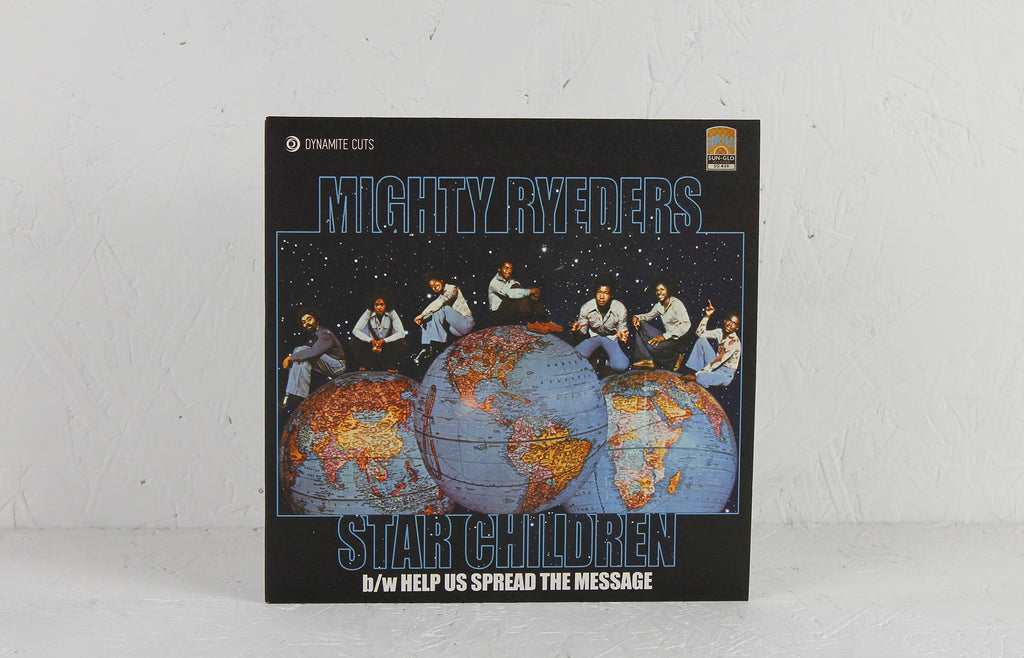 DYNAMITE CUTS
SUN-GLO
MIGHTY RYEDERS
STAR CHILDREN
b/w HELP US SPREAD THE MESSAGE